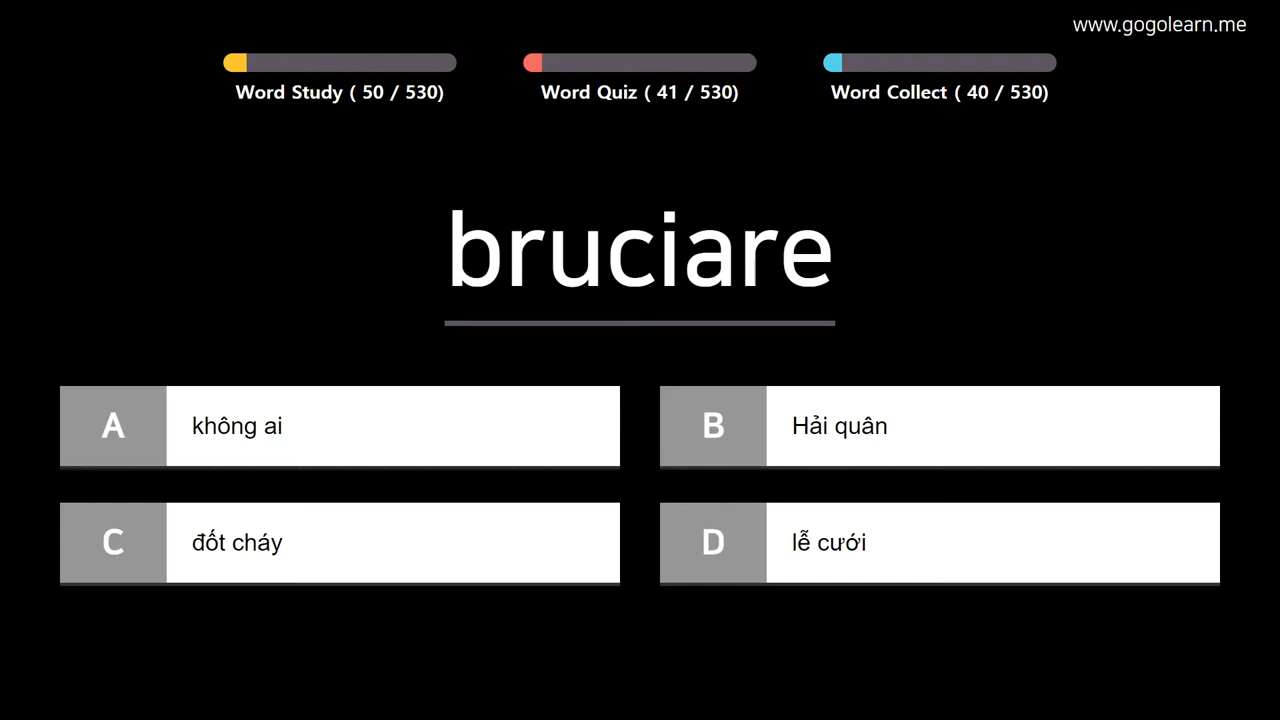 www.gogolearn.me
Word Study ( 50 / 530)
Word Quiz ( 41 / 530)
Word Collect ( 40 / 530)
bruciare
A không ai
B Hải quân
C đốt cháy
D lễ cưới